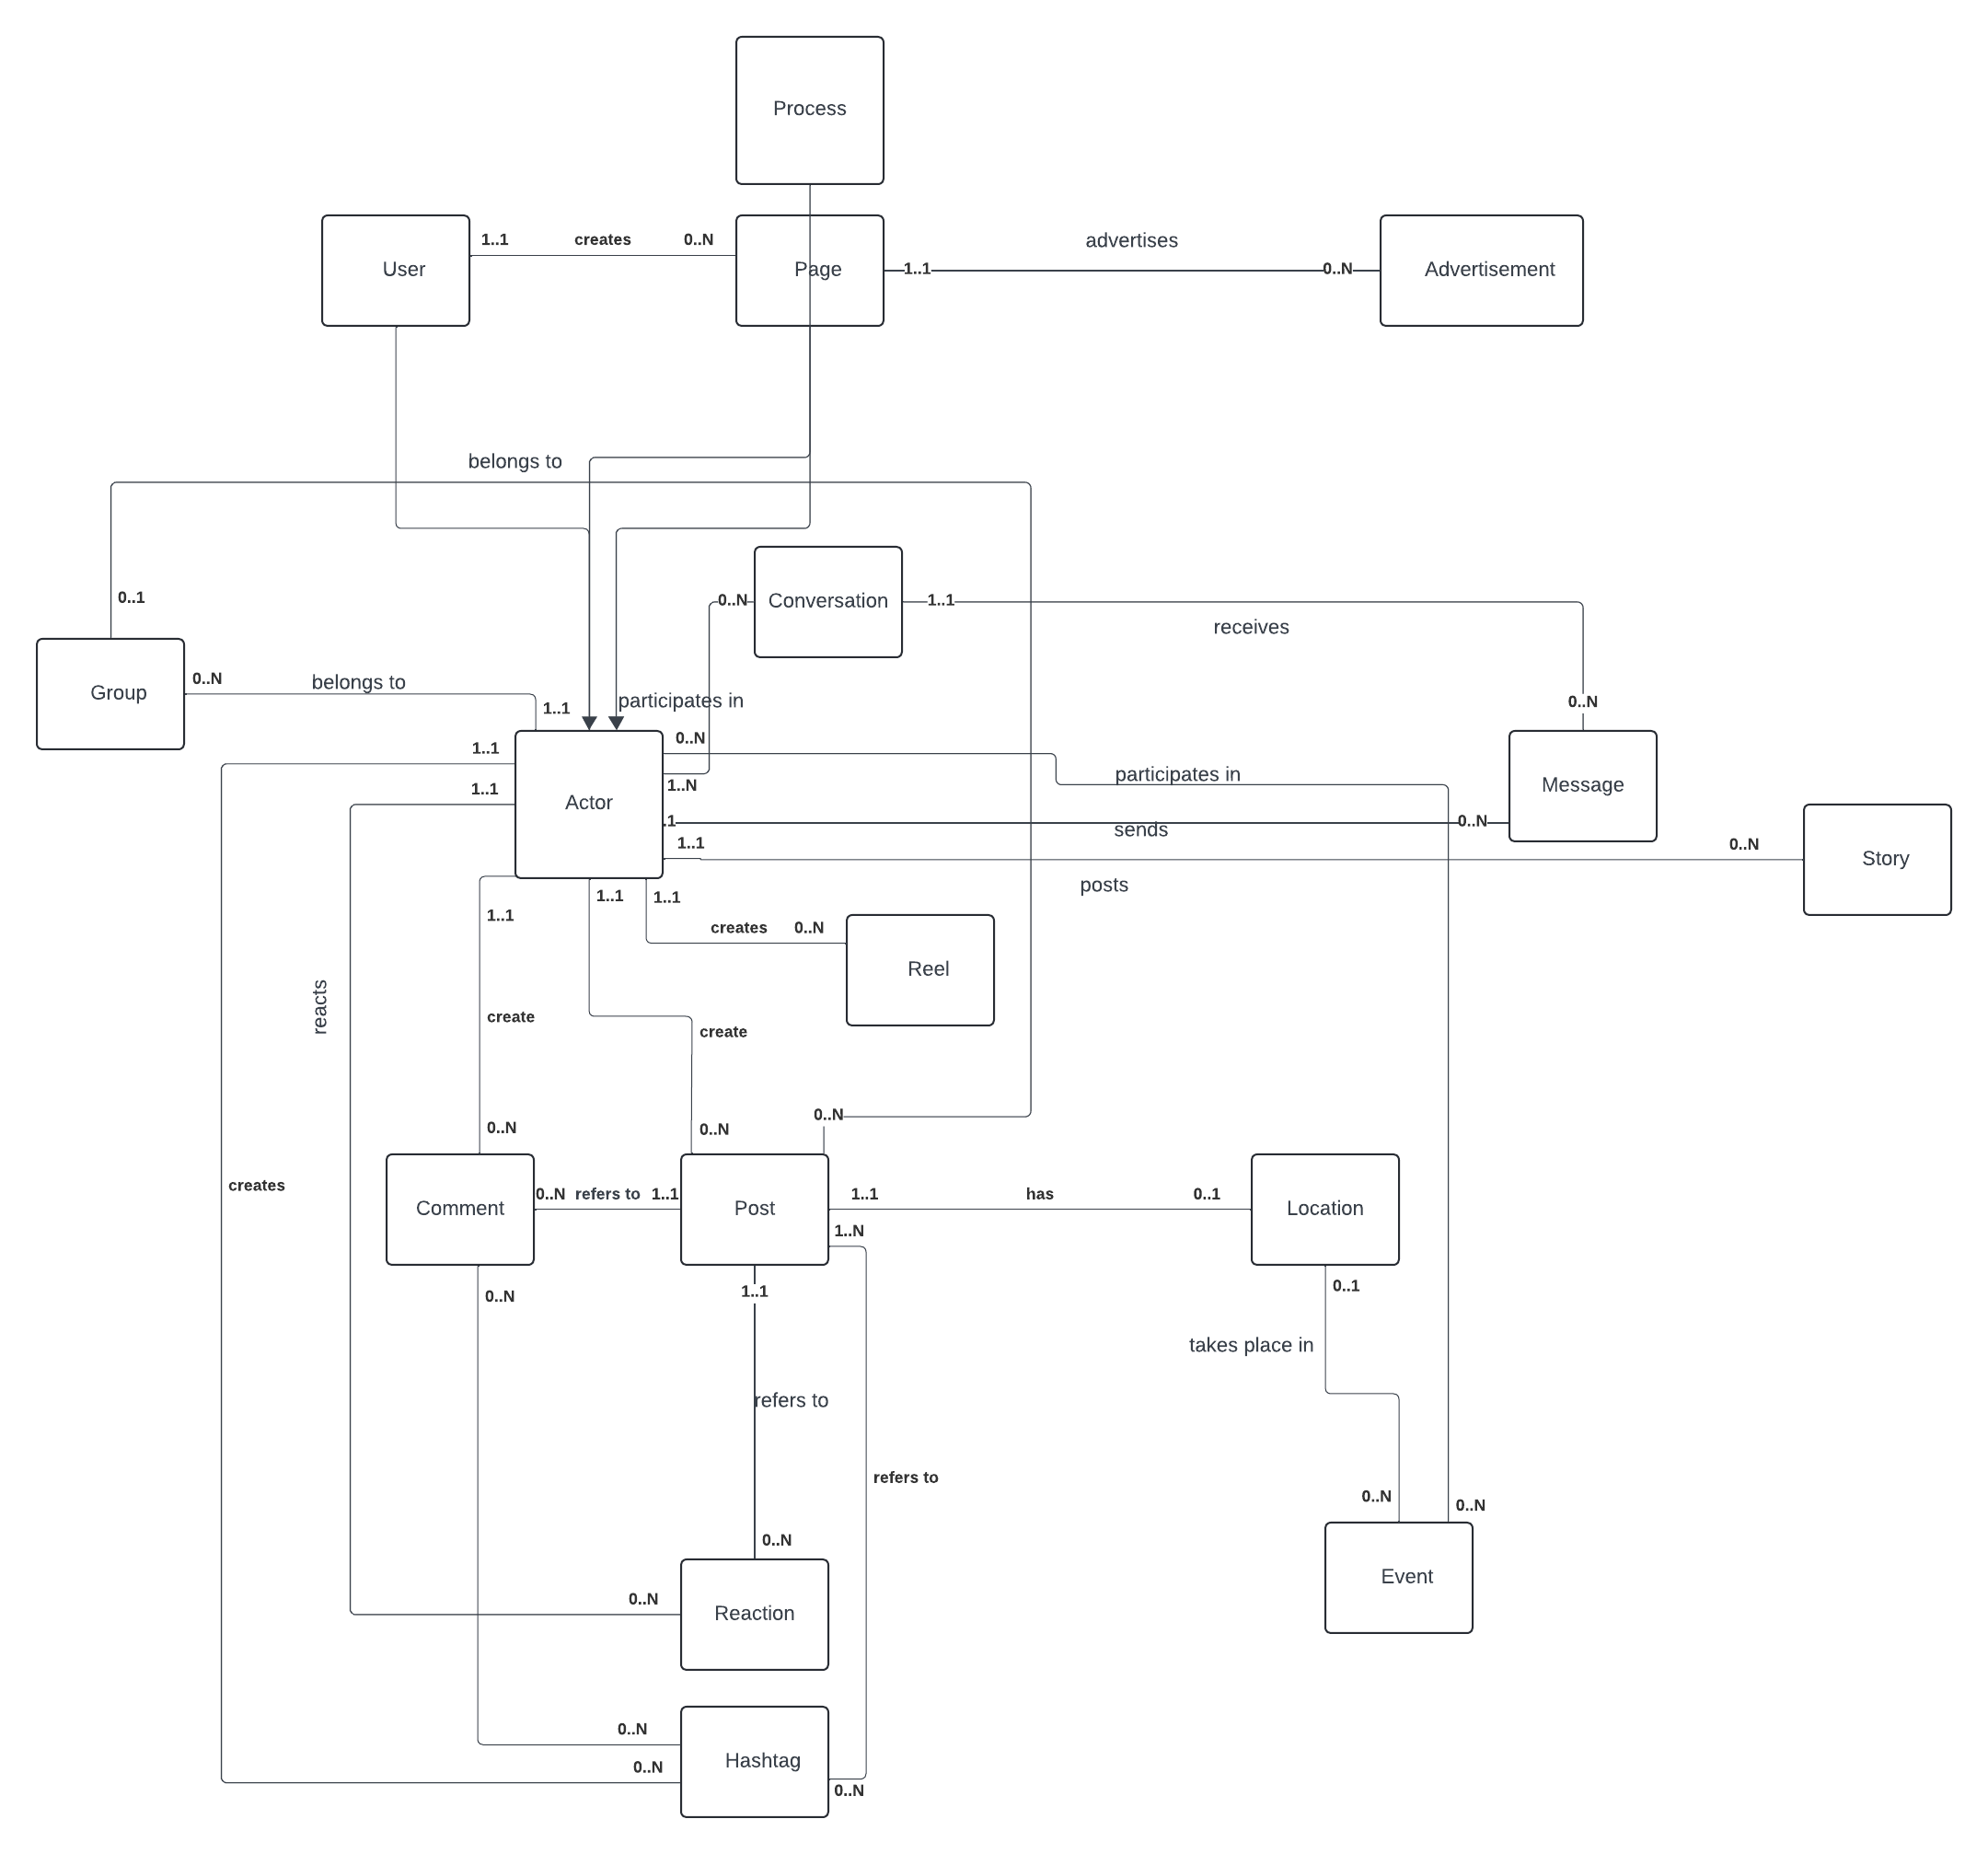 Process
1..1
creates
0..N
advertises
User
Page
1..1
0..N
Advertisement
belongs to
0..1
0..N
Conversation
1..1
receives
Group
0..N
belongs to
1..1
participates in
0..N
1..1
0..N
participates in
Message
1..1
1..N
Actor
.1
sends
0..N
1..1
0..N
Story
posts
1..1
1..1
1..1
creates
0..N
Reel
reacts
create
create
0..N
0..N
0..N
creates
Comment
0..N
refers to
1..1
Post
1..1
has
0..1
Location
1..N
0..N
1..1
0..1
takes place in
refers to
refers to
0..N
0..N
0..N
Event
0..N
Reaction
0..N
0..N
Hashtag
0..N